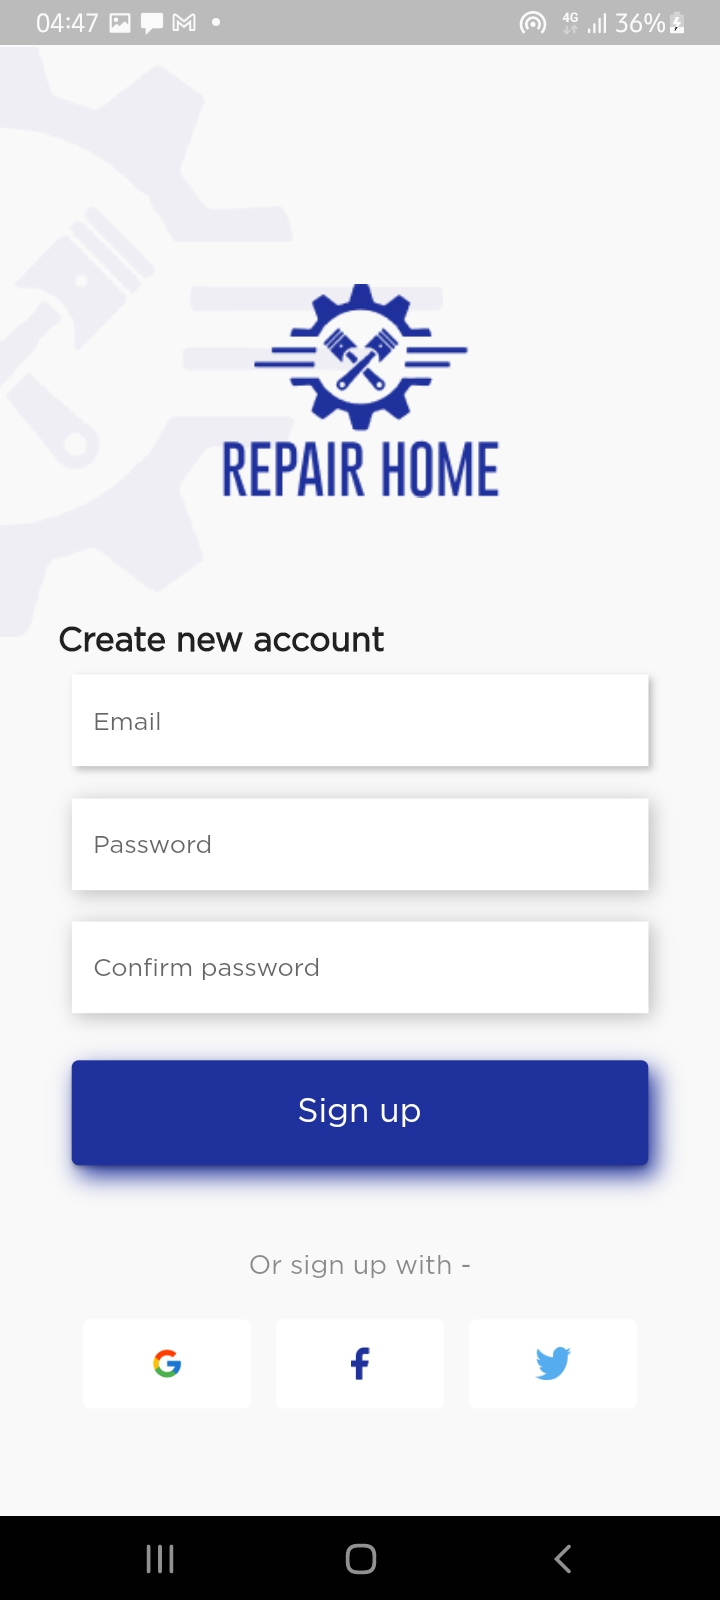 04:47
4G
36%
REPAIR HOME
Create new account
Email
Password
Confirm password
Sign up
Or sign up with -